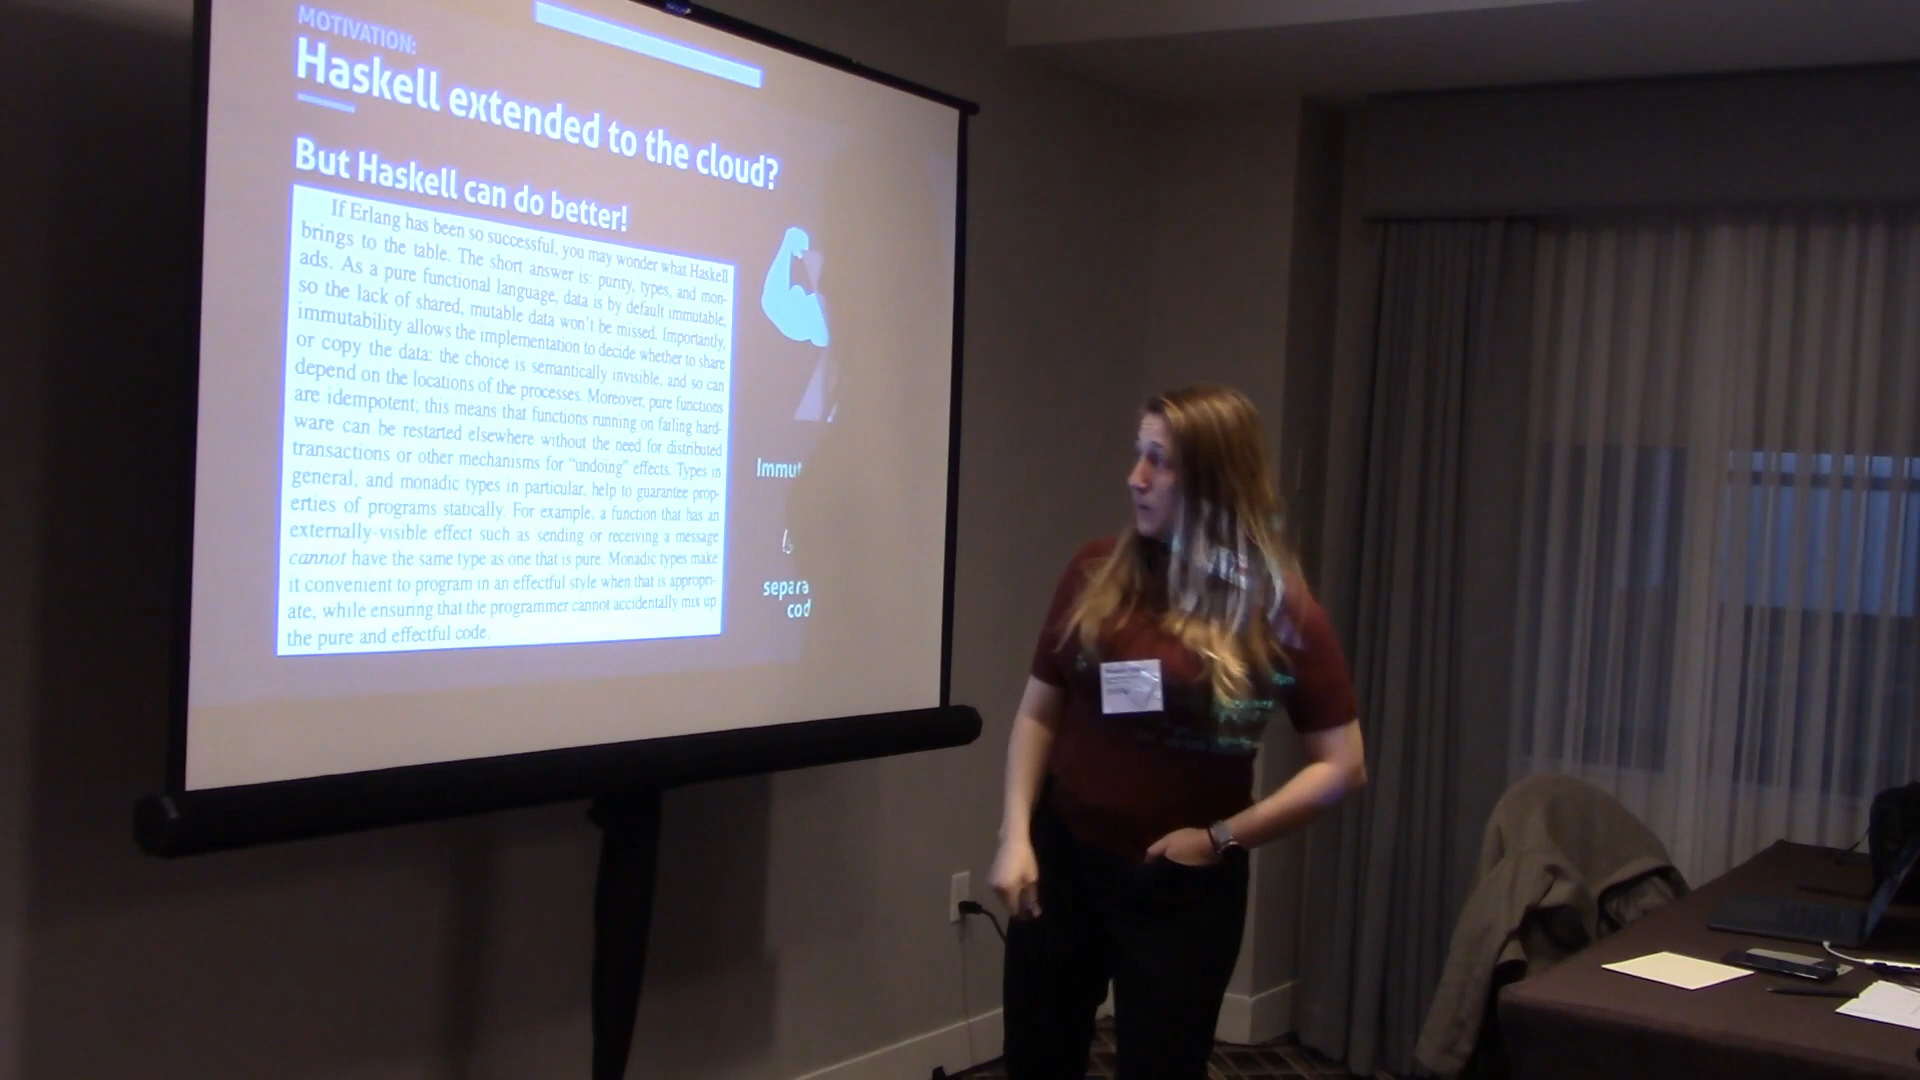 MOTIVATION:
Haskell extended to the cloud?
But Haskell can do better!
If Erlang has been so successful, you may wonder what Haskell
brings to the table. The short answer is: purity, types, and mon-
ads. As a pure functional language, data is by default immutable,
so the lack of shared, mutable data won't be missed. Importantly,
immutability allows the implementation to decide whether to share
or copy the data: the choice is semantically invisible, and so can
depend on the locations of the processes. Moreover, pure functions
are idempotent; this means that functions running on failing hard-
ware can be restarted elsewhere without the need for distributed
transactions or other mechanisms for "undoing" effects. Types in
general, and monadic types in particular, help to guarantee prop-
erties of programs statically. For example, a function that has an
externally-visible effect such as sending or receiving a message
cannot have the same type as one that is pure. Monadic types make
it convenient to program in an effectful style when that is appropri-
ate, while ensuring that the programmer cannot accidentally mix up
the pure and effectful code.
Immut
separa
cod